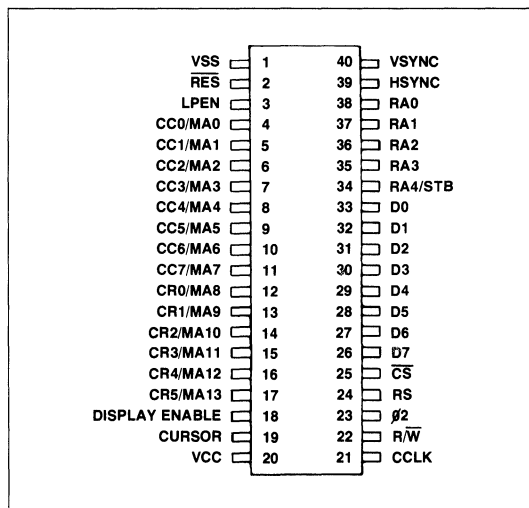 VSS 1 40 VSYNC
RES 2 39 HSYNC
LPEN 3 38 RA0
CC0/MA0 4 37 RA1
CC1/MA1 5 36 RA2
CC2/MA2 6 35 RA3
CC3/MA3 7 34 RA4/STB
CC4/MA4 8 33 D0
CC5/MA5 9 32 D1
CC6/MA6 10 31 D2
CC7/MA7 11 30 D3
CR0/MA8 12 29 D4
CR1/MA9 13 28 D5
CR2/MA10 14 27 D6
CR3/MA11 15 26 D7
CR4/MA12 16 25 CS
CR5/MA13 17 24 RS
DISPLAY ENABLE 18 23 ø2
CURSOR 19 22 R/W
VCC 20 21 CCLK